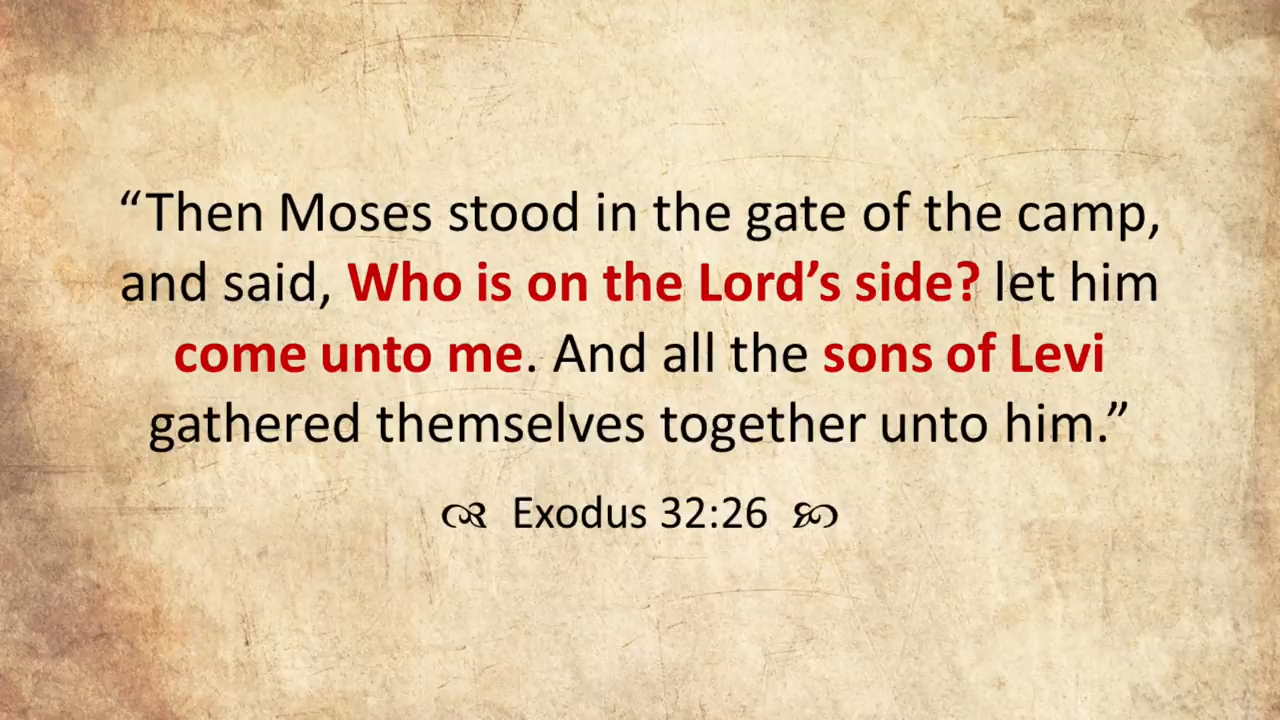 “Then Moses stood in the gate of the camp,
and said, Who is on the Lord’s side? let him
come unto me. And all the sons of Levi
gathered themselves together unto him.”
Exodus 32:26